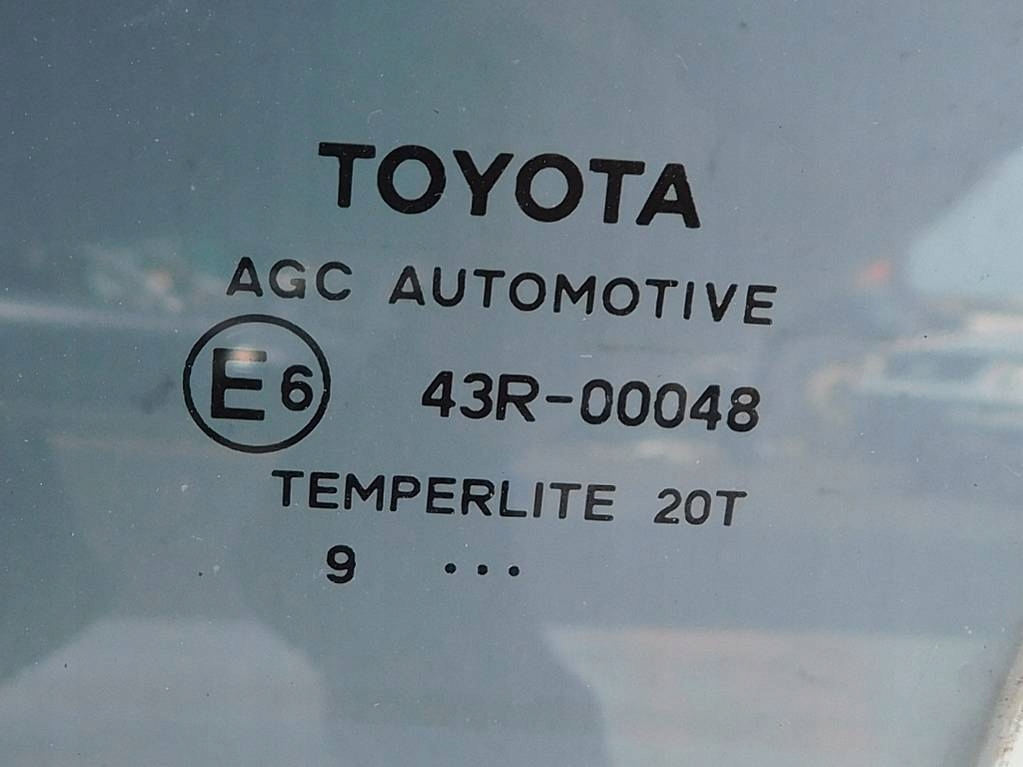 TOYOTA
AGC AUTOMOTIVE
E6 43R-00048
TEMPERLITE 20T
9 ...